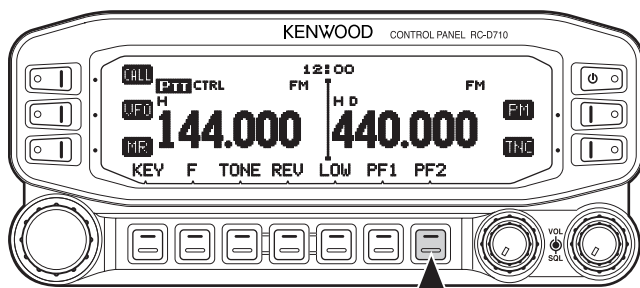 KENWOOD CONTROL PANEL RC-D710
12:00
CALL PTT CTRL FM FM
VFO H 144.000 H D 440.000 PM
MR TNC
KEY F TONE REV LOW PF1 PF2
VOL
SQL